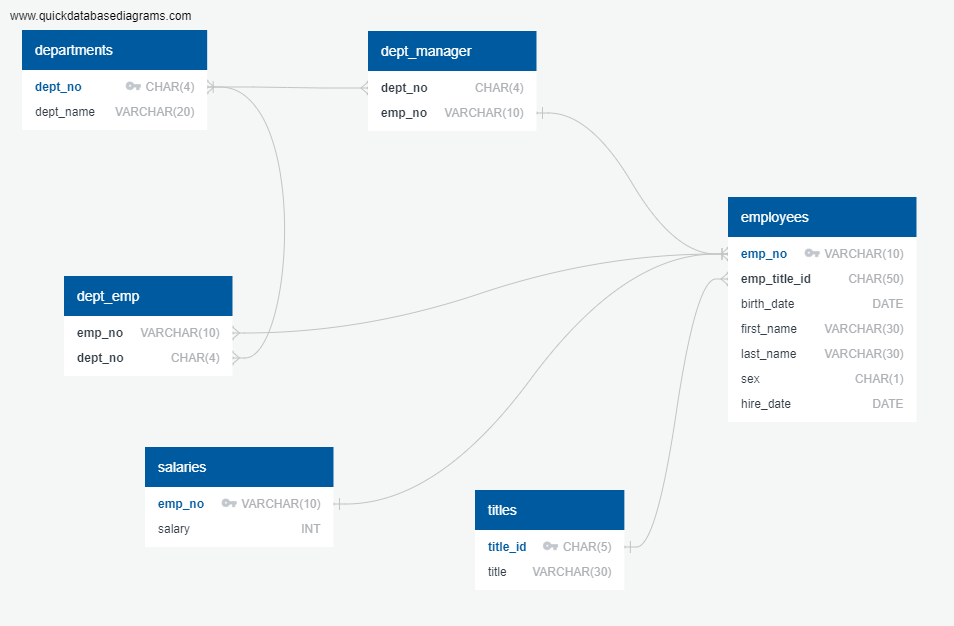 www.quickdatabasediagrams.com
departments
dept_no CHAR(4)
dept_name VARCHAR(20)
dept_manager
dept_no CHAR(4)
emp_no VARCHAR(10)
employees
emp_no VARCHAR(10)
emp_title_id CHAR(50)
birth_date DATE
first_name VARCHAR(30)
last_name VARCHAR(30)
sex CHAR(1)
hire_date DATE
dept_emp
emp_no VARCHAR(10)
dept_no CHAR(4)
salaries
emp_no VARCHAR(10)
salary INT
titles
title_id CHAR(5)
title VARCHAR(30)